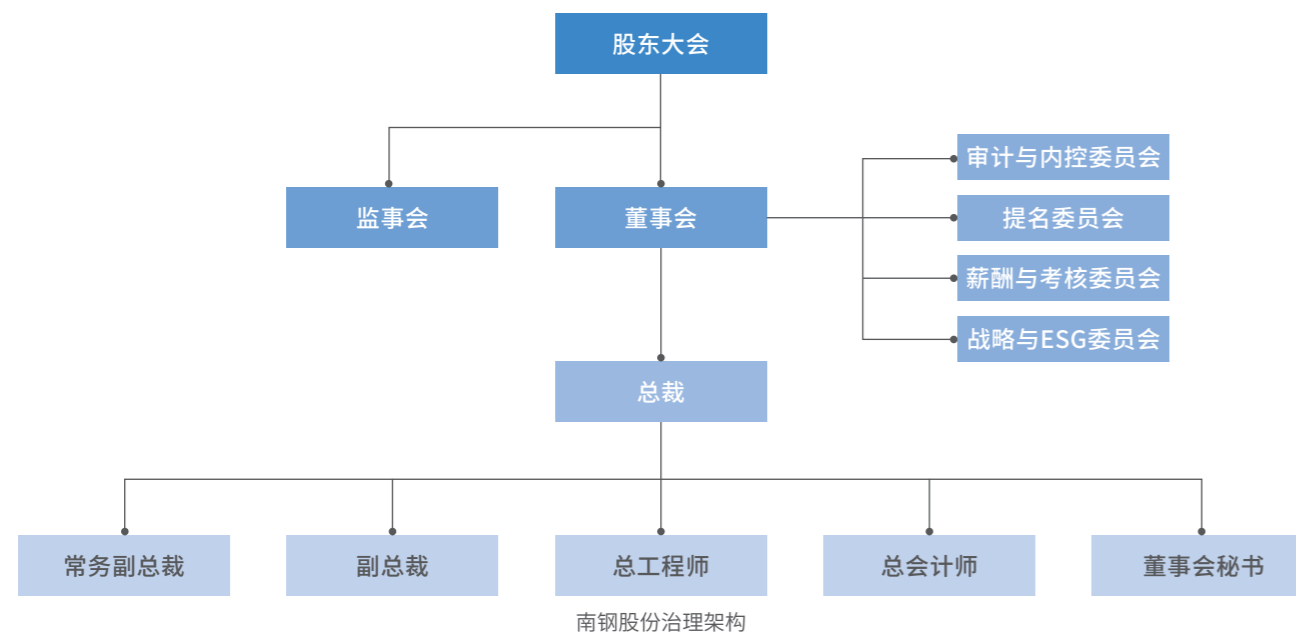 股东大会
监事会
董事会
审计与内控委员会
提名委员会
薪酬与考核委员会
战略与ESG委员会
总裁
常务副总裁
副总裁
总工程师
总会计师
董事会秘书
南钢股份治理架构